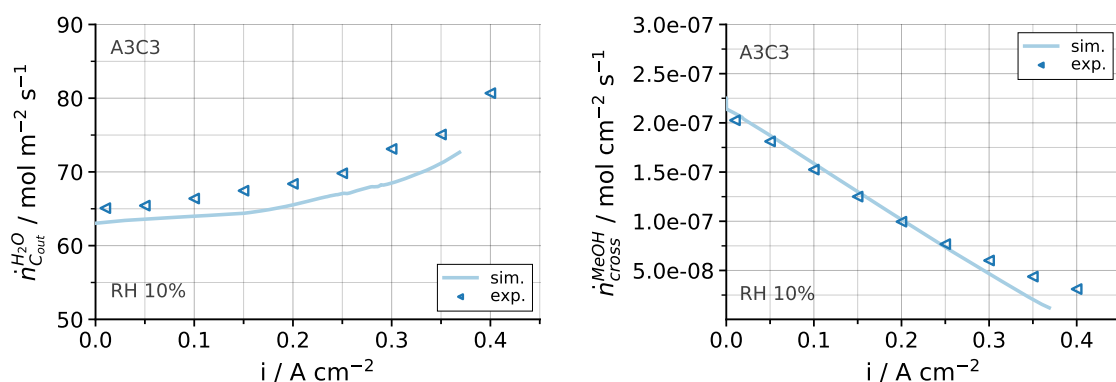 90
80
70
60
50
ṅ_{C_out}^{H₂O} / mol m⁻² s⁻¹
A3C3
RH 10%
sim.
exp.
0.0 0.1 0.2 0.3 0.4
i / A cm⁻²
3.0e-07
2.5e-07
2.0e-07
1.5e-07
1.0e-07
5.0e-08
ṅ_{cross}^{MeOH} / mol cm⁻² s⁻¹
A3C3
sim.
exp.
RH 10%
0.0 0.1 0.2 0.3 0.4
i / A cm⁻²